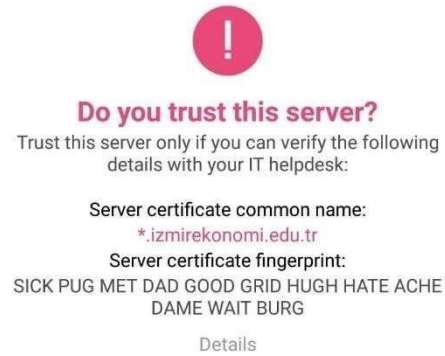 !
Do you trust this server?
Trust this server only if you can verify the following
details with your IT helpdesk:
Server certificate common name:
*.izmirekonomi.edu.tr
Server certificate fingerprint:
SICK PUG MET DAD GOOD GRID HUGH HATE ACHE
DAME WAIT BURG
Details